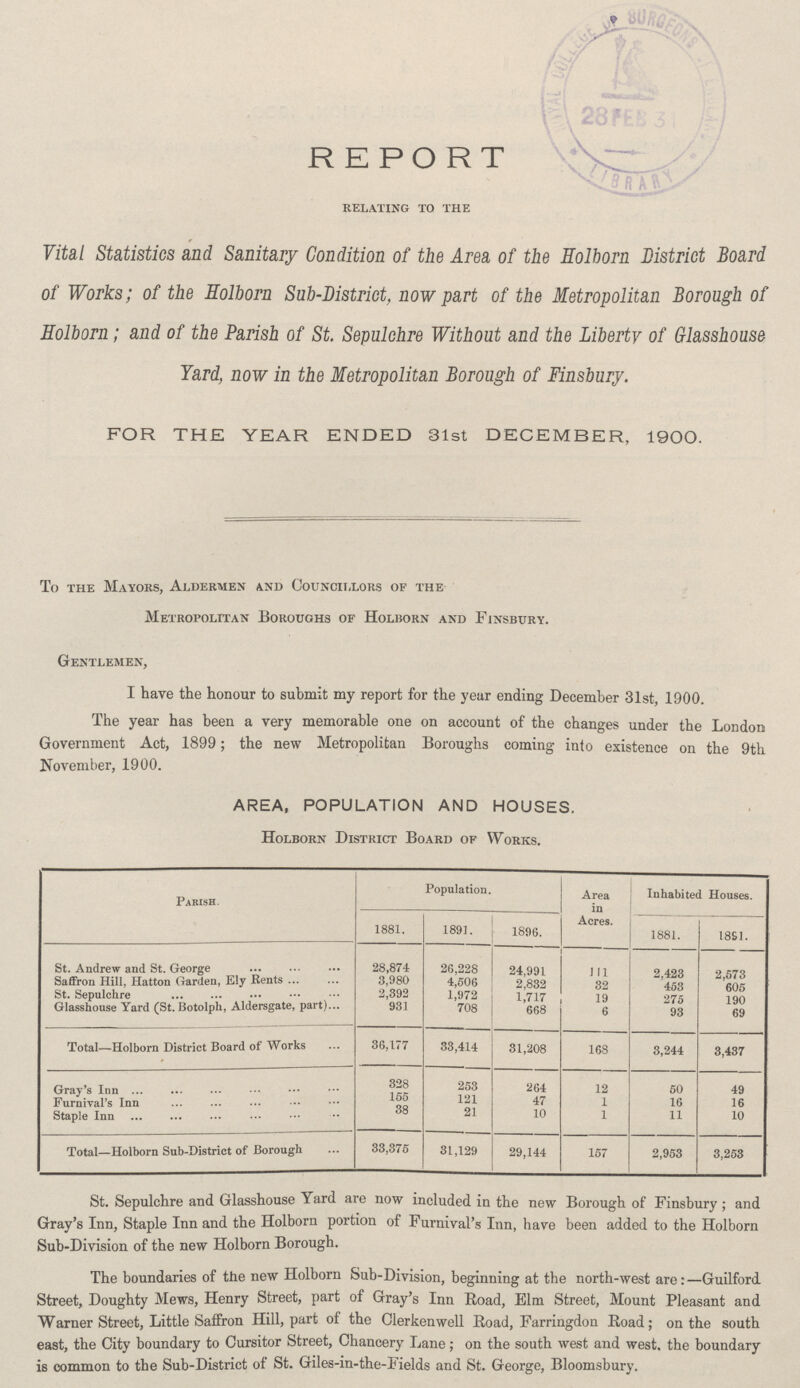 28 FEB 31
LIBRARY
REPORT
RELATING TO THE
Vital Statistics and Sanitary Condition of the Area of the Holborn District Board
of Works; of the Holborn Sub-District, now part of the Metropolitan Borough of
Holborn; and of the Parish of St. Sepulchre Without and the Liberty of Glasshouse
Yard, now in the Metropolitan Borough of Finsbury.
FOR THE YEAR ENDED 31st DECEMBER, 1900.
To the Mayors, Aldermen and Councillors of the
Metropolitan Boroughs of Holborn and Finsbury.
Gentlemen,
I have the honour to submit my report for the year ending December 31st, 1900.
The year has been a very memorable one on account of the changes under the London
Government Act, 1899; the new Metropolitan Boroughs coming into existence on the 9th
November, 1900.
AREA, POPULATION AND HOUSES.
Holborn District Board of Works.
Parish. Population. Area in Acres. Inhabited Houses.
1881. 1891. 1896. 1881. 1891.
St. Andrew and St. George ... ... ... 28,874 26,228 24,991 111 2,423 2,573
Saffron Hill, Hatton Garden, Ely Rents ... ... 3,980 4,506 2,832 32 453 605
St. Sepulchre ... ... ... ... ... 2,392 1,972 1,717 19 275 190
Glasshouse Yard (St. Botolph, Aldersgate, part)... 931 708 668 6 93 69
Total—Holborn District Board of Works ... 36,177 33,414 31,208 168 3,244 3,437
Gray's Inn ... ... ... ... ... ... 328 253 264 12 50 49
Furnival's Inn ... ... ... ... ... 155 121 47 1 16 16
Staple Inn ... ... ... ... ... ... 38 21 10 1 11 10
Total—Holborn Sub-District of Borough ... 33,375 31,129 29,144 157 2,953 3,253
St. Sepulchre and Glasshouse Yard are now included in the new Borough of Finsbury; and
Gray's Inn, Staple Inn and the Holborn portion of Furnival's Inn, have been added to the Holborn
Sub-Division of the new Holborn Borough.
The boundaries of the new Holborn Sub-Division, beginning at the north-west are:—Guilford
Street, Doughty Mews, Henry Street, part of Gray's Inn Road, Elm Street, Mount Pleasant and
Warner Street, Little Saffron Hill, part of the Clerkenwell Road, Farringdon Road; on the south
east, the City boundary to Cursitor Street, Chancery Lane; on the south west and west, the boundary
is common to the Sub-District of St. Giles-in-the-Fields and St. George, Bloomsbury.